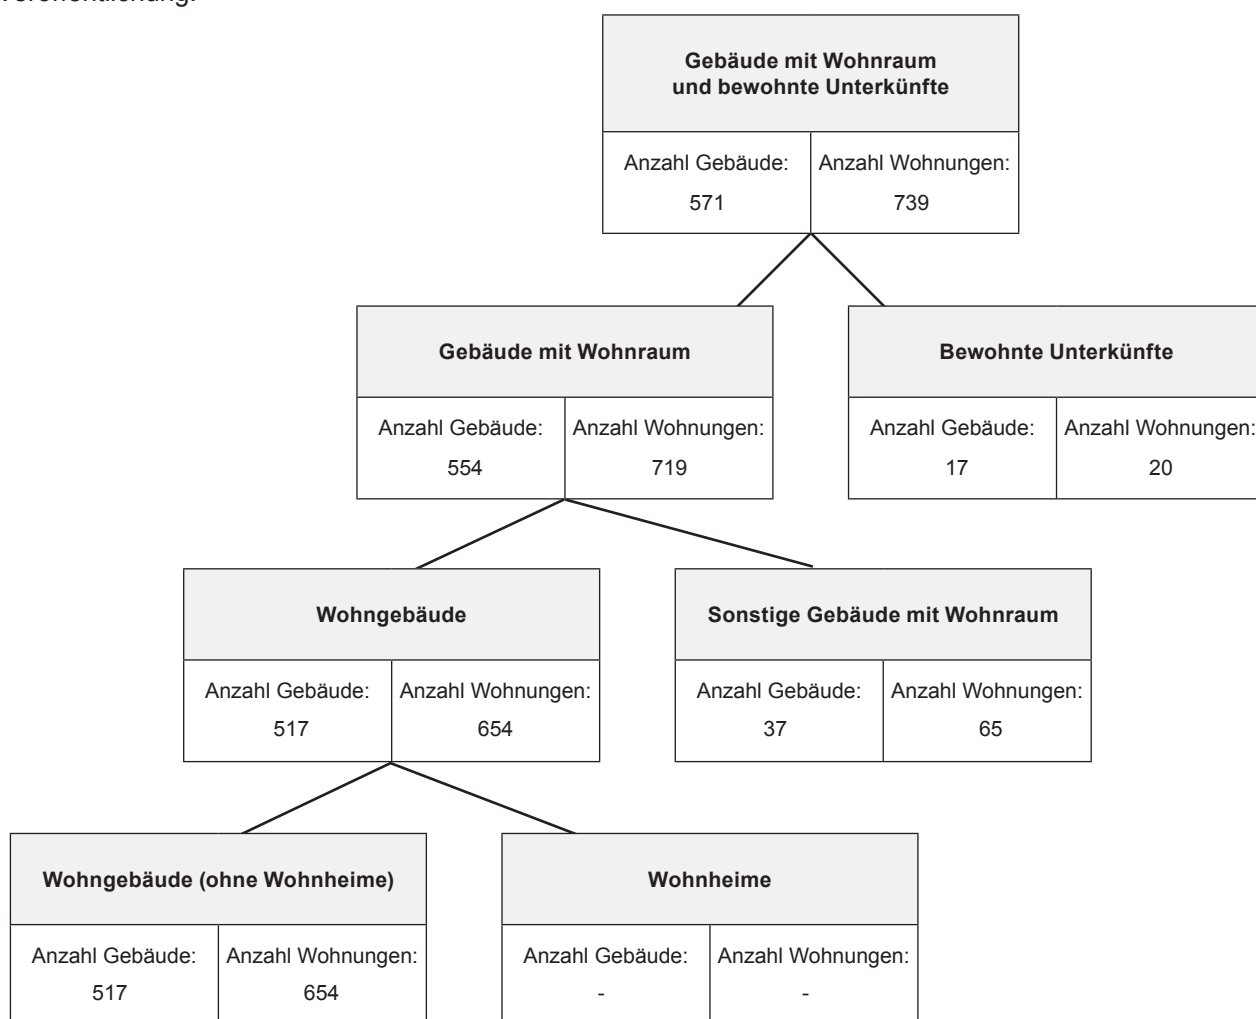 Veröffentlichung.
Gebäude mit Wohnraum
und bewohnte Unterkünfte
Anzahl Gebäude: Anzahl Wohnungen:
571 739
Gebäude mit Wohnraum
Anzahl Gebäude: Anzahl Wohnungen:
554 719
Bewohnte Unterkünfte
Anzahl Gebäude: Anzahl Wohnungen:
17 20
Wohngebäude
Anzahl Gebäude: Anzahl Wohnungen:
517 654
Sonstige Gebäude mit Wohnraum
Anzahl Gebäude: Anzahl Wohnungen:
37 65
Wohngebäude (ohne Wohnheime)
Anzahl Gebäude: Anzahl Wohnungen:
517 654
Wohnheime
Anzahl Gebäude: Anzahl Wohnungen:
- -